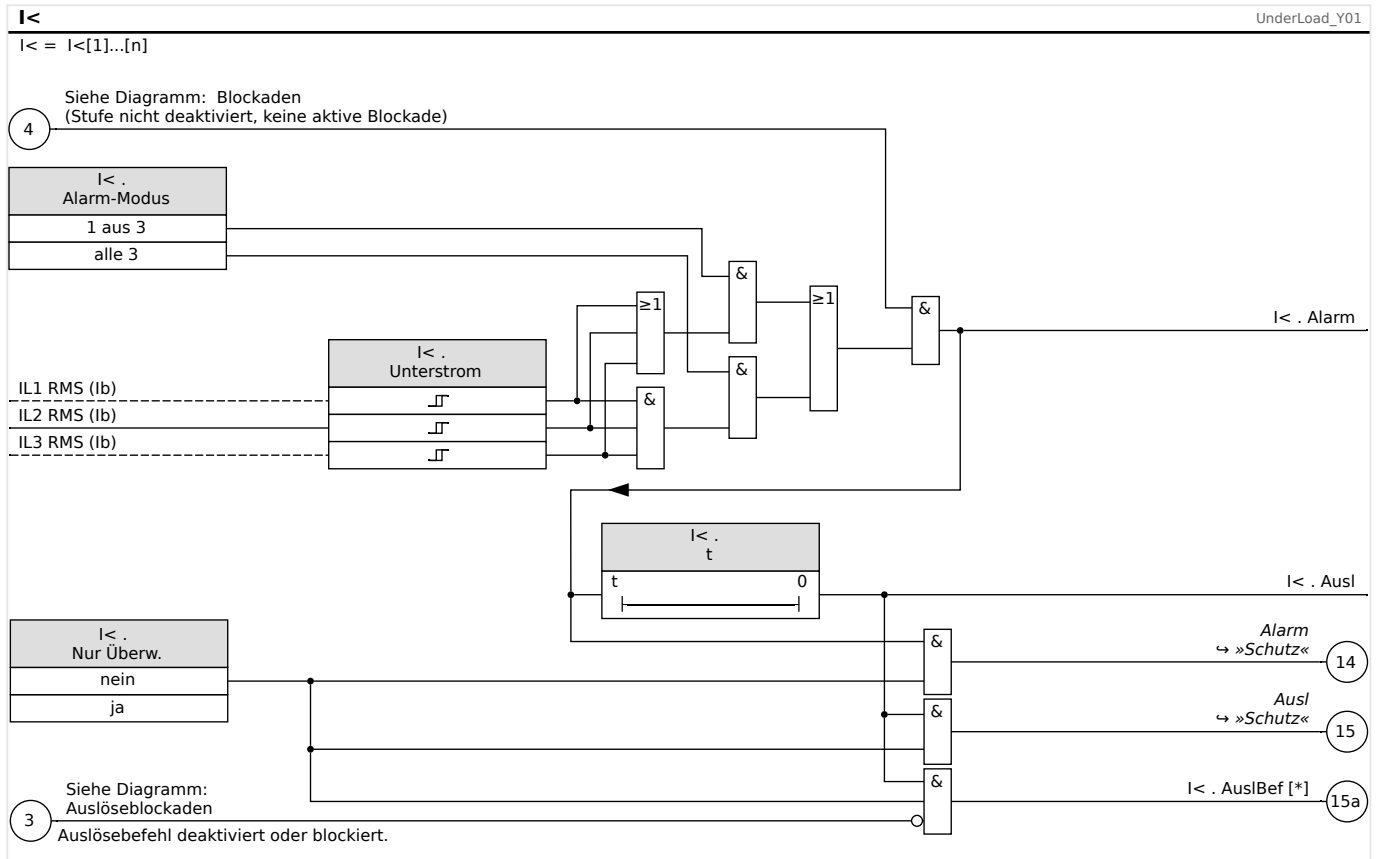 I<
UnderLoad_Y01
I< = I<[1]...[n]
Siehe Diagramm: Blockaden
(Stufe nicht deaktiviert, keine aktive Blockade)
4
I< .
Alarm-Modus
1 aus 3
alle 3
&
≥1
≥1
&
I< . Alarm
I< .
Unterstrom
&
&
IL1 RMS (Ib)
IL2 RMS (Ib)
IL3 RMS (Ib)
I< .
t
t
0
I< . Ausl
I< .
Nur Überw.
nein
ja
&
Alarm
↪ »Schutz«
14
&
Ausl
↪ »Schutz«
15
&
I< . AuslBef [*]
15a
Siehe Diagramm:
Auslöseblockaden
3
Auslösebefehl deaktiviert oder blockiert.